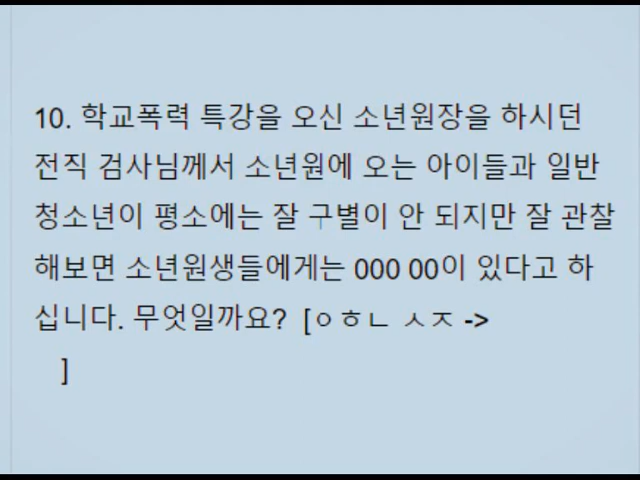 10. 학교폭력 특강을 오신 소년원장을 하시던
전직 검사님께서 소년원에 오는 아이들과 일반
청소년이 평소에는 잘 구별이 안 되지만 잘 관찰
해보면 소년원생들에게는 000 00이 있다고 하
십니다. 무엇일까요? [ㅇㅎㄴ ㅅㅈ ->
]